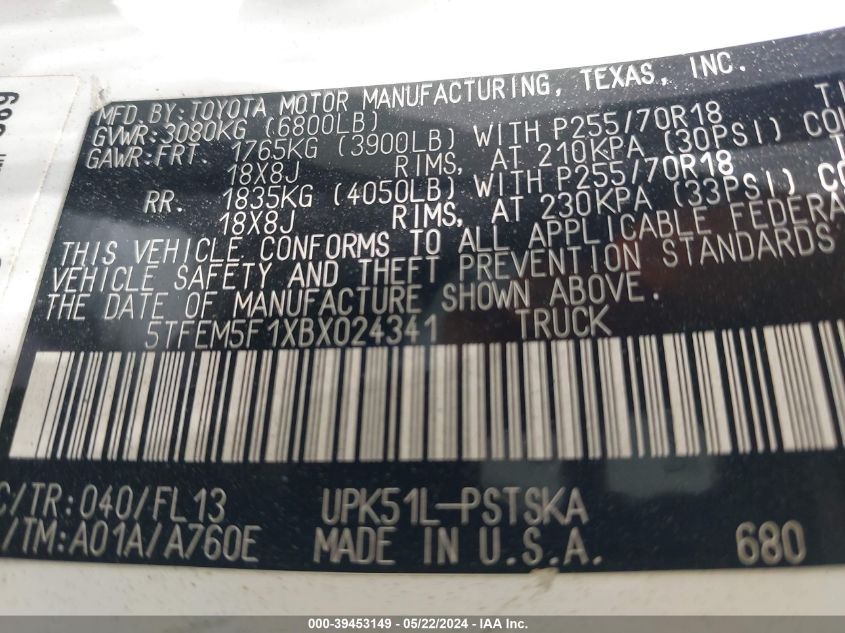 MFD. BY: TOYOTA MOTOR MANUFACTURING, TEXAS, INC.
GVWR: 3080KG (6800LB)
GAWR: FRT. 1765KG (3900LB) WITH P255/70R18
18X8J RIMS, AT 210KPA (30PSI)
RR. 1835KG (4050LB) WITH P255/70R18
18X8J RIMS, AT 230KPA (33PSI)
THIS VEHICLE CONFORMS TO ALL APPLICABLE
VEHICLE SAFETY AND THEFT PREVENTION STANDARDS
THE DATE OF MANUFACTURE SHOWN ABOVE.
5TFEM5F1XBX024341 TRUCK
C/TR: 040/FL13 UPK51L-PSTSKA
/TM: A01A/A760E MADE IN U.S.A. 680
000-39453149 / 05/22/2024 - IAA Inc.